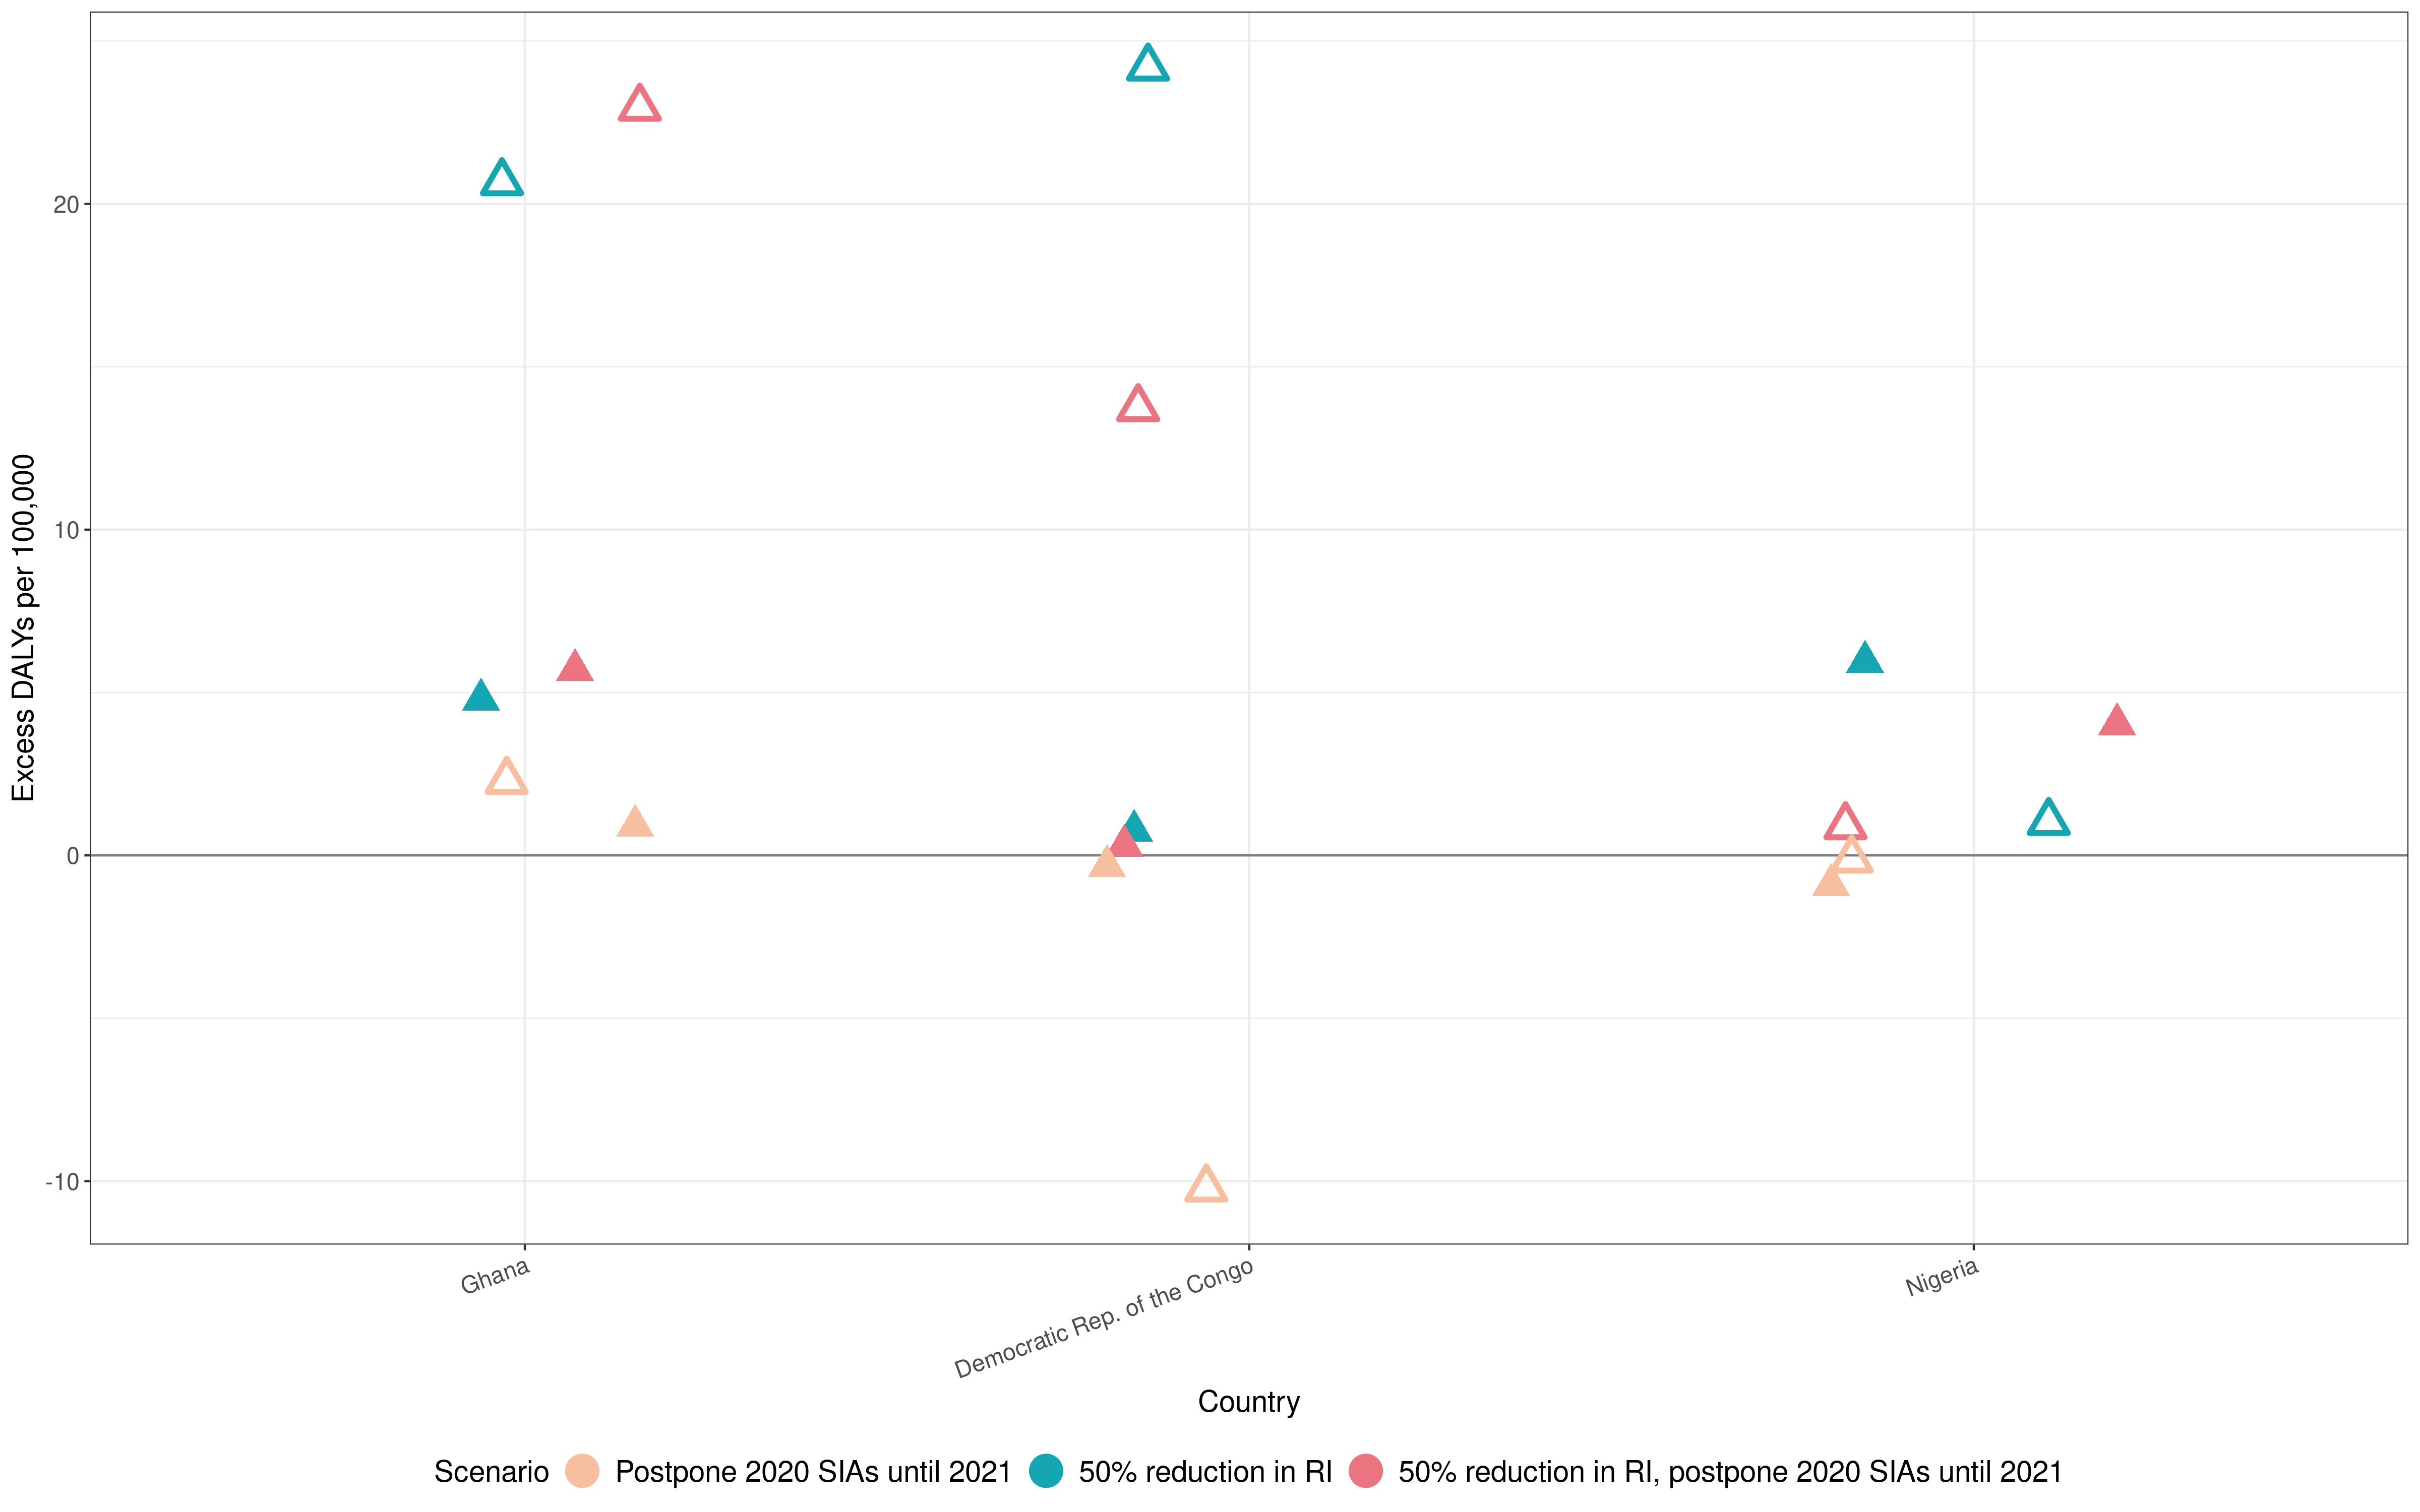 Excess DALYs per 100,000
20
10
0
-10
Ghana
Democratic Rep. of the Congo
Nigeria
Country
Scenario Postpone 2020 SIAs until 2021 50% reduction in RI 50% reduction in RI, postpone 2020 SIAs until 2021